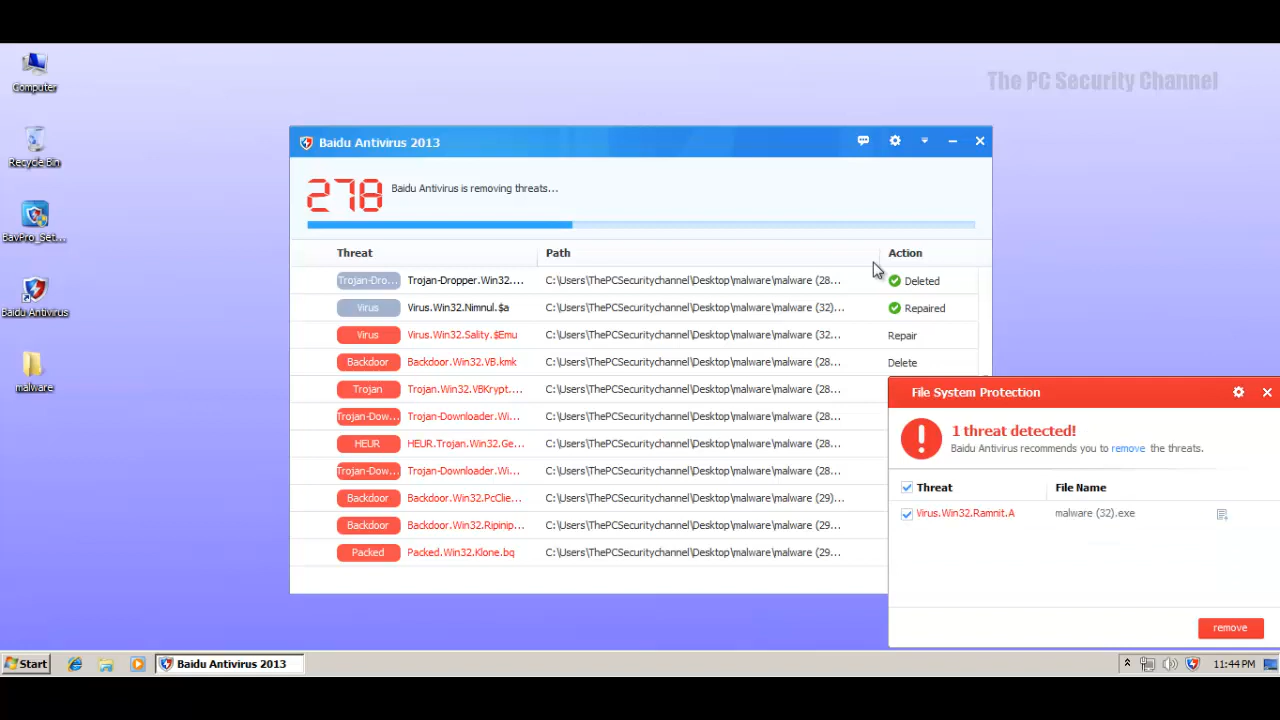 The PC Security Channel
Computer
Recycle Bin
BavPro_Set...
Baidu Antivirus
malware
Baidu Antivirus 2013
278
Baidu Antivirus is removing threats...
Threat Path Action
Trojan-Dro... Trojan-Dropper.Win32.... C:\Users\ThePCSecuritychannel\Desktop\malware\malware (28... Deleted
Virus Virus.Win32.Nimnul.$a C:\Users\ThePCSecuritychannel\Desktop\malware\malware (32)... Repaired
Virus Virus.Win32.Sality.$Emu C:\Users\ThePCSecuritychannel\Desktop\malware\malware (32... Repair
Backdoor Backdoor.Win32.VB.kmk C:\Users\ThePCSecuritychannel\Desktop\malware\malware (28... Delete
Trojan Trojan.Win32.VBKrypt.... C:\Users\ThePCSecuritychannel\Desktop\malware\malware (28...
Trojan-Dow... Trojan-Downloader.Wi... C:\Users\ThePCSecuritychannel\Desktop\malware\malware (28...
HEUR HEUR.Trojan.Win32.Ge... C:\Users\ThePCSecuritychannel\Desktop\malware\malware (28...
Trojan-Dow... Trojan-Downloader.Wi... C:\Users\ThePCSecuritychannel\Desktop\malware\malware (28...
Backdoor Backdoor.Win32.PcClie... C:\Users\ThePCSecuritychannel\Desktop\malware\malware (29)...
Backdoor Backdoor.Win32.Ripinip... C:\Users\ThePCSecuritychannel\Desktop\malware\malware (29...
Packed Packed.Win32.Klone.bq C:\Users\ThePCSecuritychannel\Desktop\malware\malware (29...
File System Protection
1 threat detected!
Baidu Antivirus recommends you to remove the threats.
Threat File Name
Virus.Win32.Ramnit.A malware (32).exe
remove
Start Baidu Antivirus 2013 11:44 PM